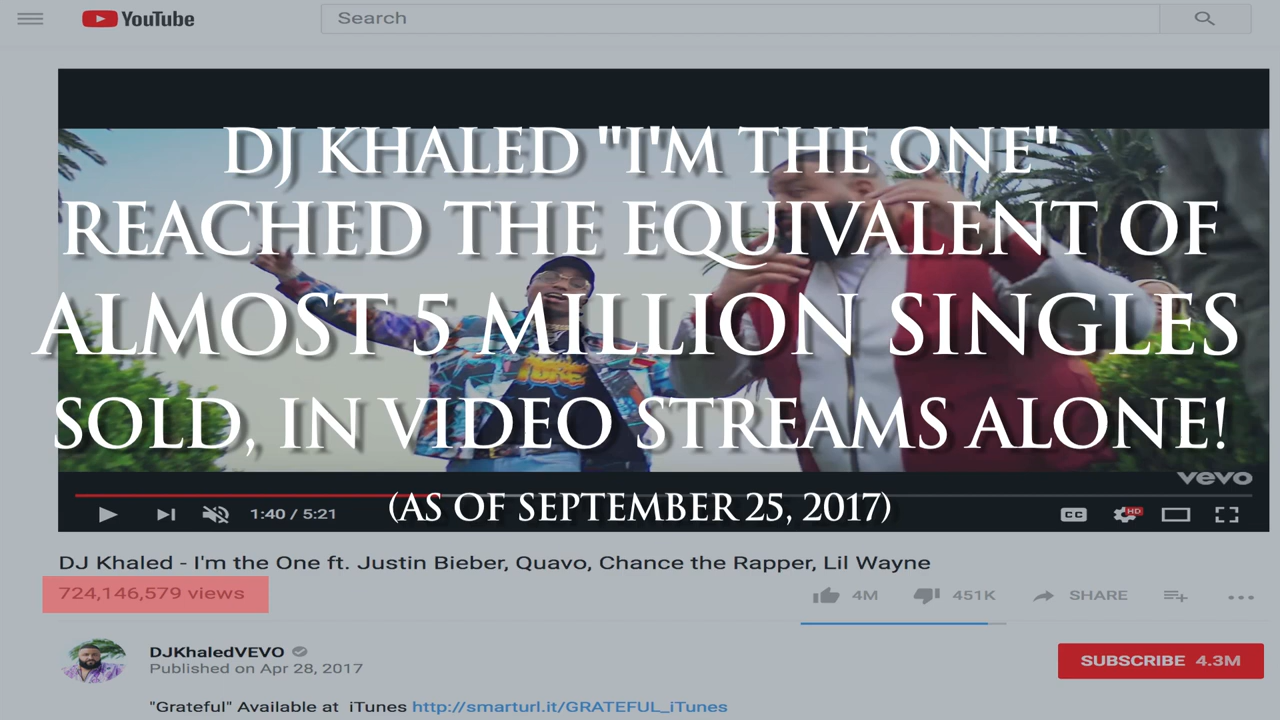 YouTube
Search
DJ KHALED "I'M THE ONE"
REACHED THE EQUIVALENT OF
ALMOST 5 MILLION SINGLES
SOLD, IN VIDEO STREAMS ALONE!
vevo
(AS OF SEPTEMBER 25, 2017)
1:40 / 5:21
CC
HD
DJ Khaled - I'm the One ft. Justin Bieber, Quavo, Chance the Rapper, Lil Wayne
724,146,579 views
4M
451K
SHARE
DJKhaledVEVO
Published on Apr 28, 2017
SUBSCRIBE 4.3M
"Grateful" Available at iTunes http://smarturl.it/GRATEFUL_iTunes